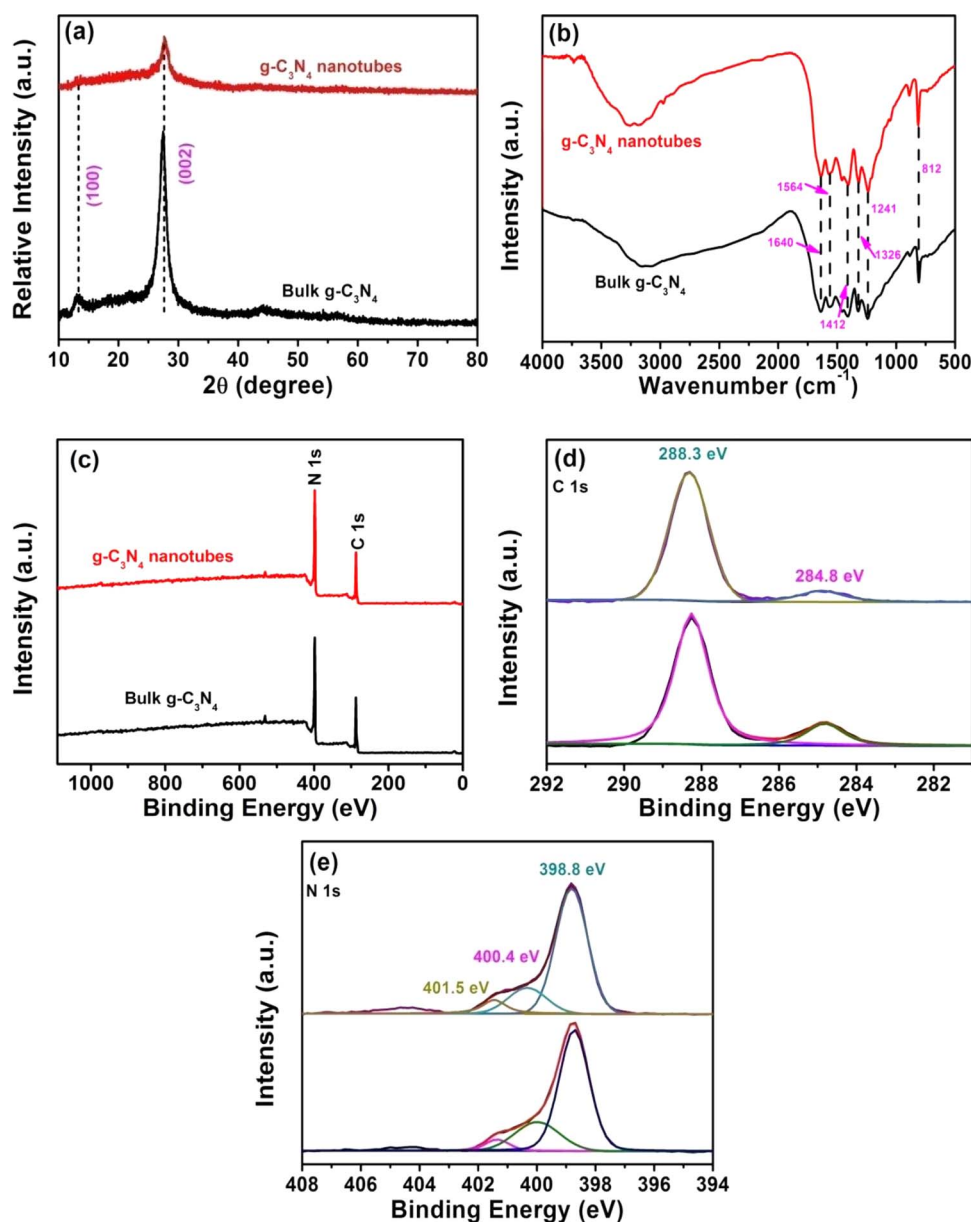 (a)
g-C₃N₄ nanotubes
(100)
(002)
Bulk g-C₃N₄
Relative Intensity (a.u.)
10 20 30 40 50 60 70 80
2θ (degree)
(b)
g-C₃N₄ nanotubes
812
1564
1241
1640
1326
Bulk g-C₃N₄
1412
Intensity (a.u.)
4000 3500 3000 2500 2000 1500 1000 500
Wavenumber (cm⁻¹)
(c)
N 1s
C 1s
g-C₃N₄ nanotubes
Bulk g-C₃N₄
Intensity (a.u.)
1000 800 600 400 200 0
Binding Energy (eV)
(d)
C 1s
288.3 eV
284.8 eV
Intensity (a.u.)
292 290 288 286 284 282
Binding Energy (eV)
(e)
N 1s
398.8 eV
400.4 eV
401.5 eV
Intensity (a.u.)
408 406 404 402 400 398 396 394
Binding Energy (eV)